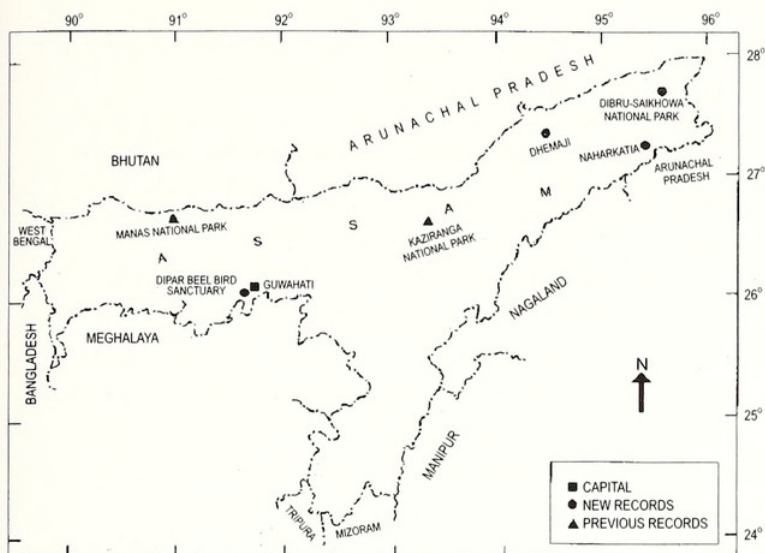 90° 91° 92° 93° 94° 95° 96°
28°
ARUNACHAL PRADESH
DIBRU-SAIKHOWA
NATIONAL PARK
DHEMAJI
NAHARKATIA
BHUTAN
ARUNACHAL
PRADESH
27°
WEST
BENGAL
MANAS NATIONAL PARK
A S S A M
KAZIRANGA
NATIONAL PARK
DIPAR BEEL BIRD
SANCTUARY
GUWAHATI
26°
NAGALAND
MEGHALAYA
BANGLADESH
N
25°
MANIPUR
TRIPURA
MIZORAM
CAPITAL
NEW RECORDS
PREVIOUS RECORDS
24°